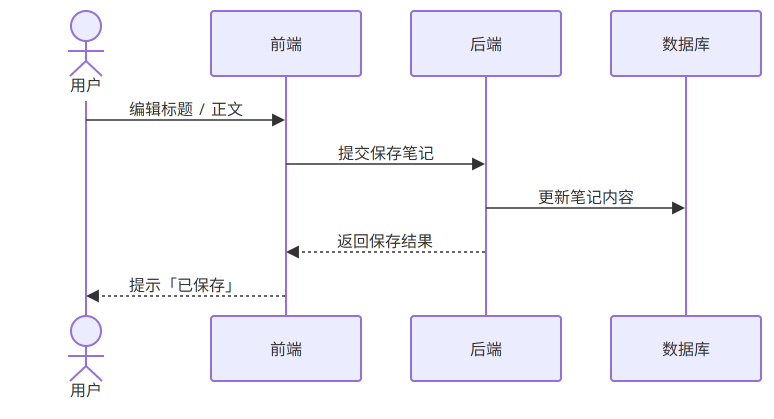 用户
前端
后端
数据库
编辑标题 / 正文
提交保存笔记
更新笔记内容
返回保存结果
提示「已保存」
用户
前端
后端
数据库